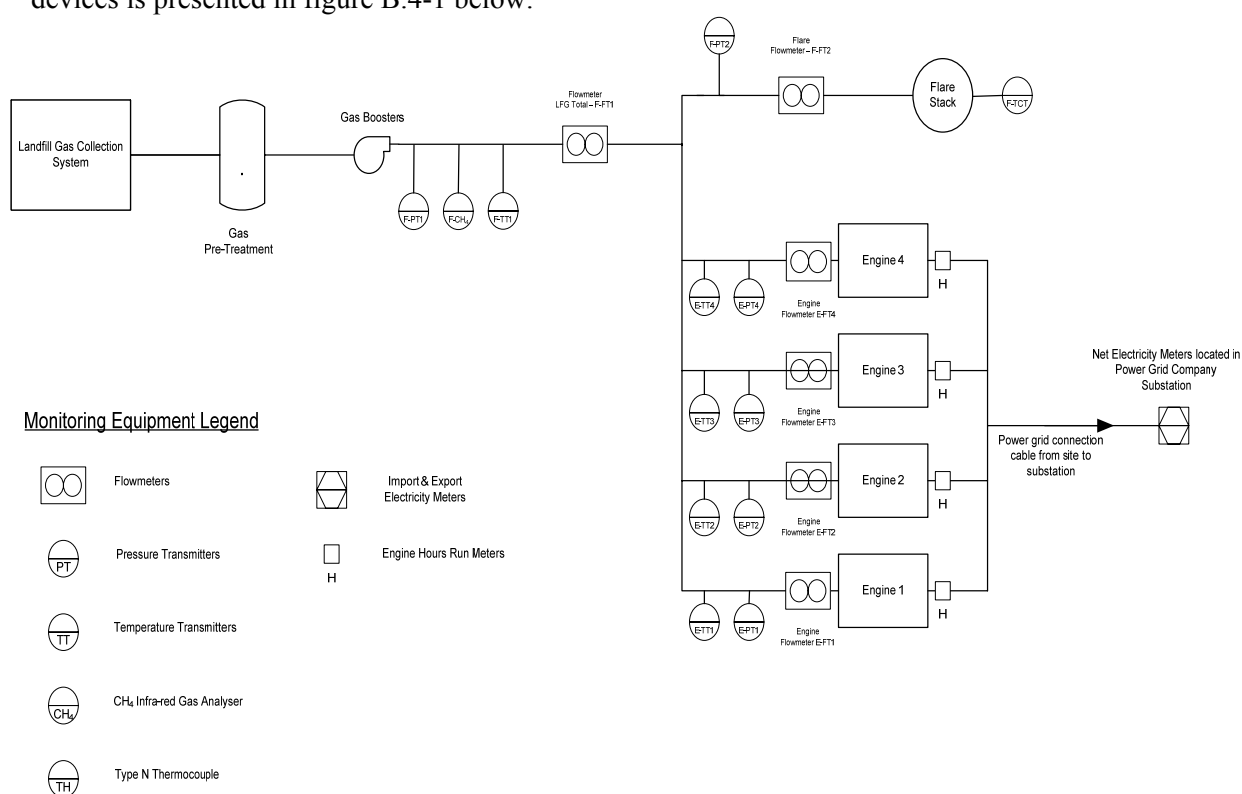 devices is presented in figure B.4-1 below.
F-PT2
Flare
Flowmeter – F-FT2
Flare
Stack
F-TCT
Flowmeter
LFG Total – F-FT1
Gas Boosters
Landfill Gas Collection
System
F-PT1
F-CH₄
F-TT1
Gas
Pre-Treatment
Engine 4
H
E-TT4
E-PT4
Engine
Flowmeter E-FT4
Engine 3
H
E-TT3
E-PT3
Engine
Flowmeter E-FT3
Net Electricity Meters located in
Power Grid Company
Substation
Power grid connection
cable from site to
substation
Engine 2
H
E-TT2
E-PT2
Engine
Flowmeter E-FT2
Engine 1
H
E-TT1
E-PT1
Engine
Flowmeter E-FT1
Monitoring Equipment Legend
Flowmeters
Import & Export
Electricity Meters
PT
Pressure Transmitters
Engine Hours Run Meters
H
TT
Temperature Transmitters
CH₄
CH₄ Infra-red Gas Analyser
TH
Type N Thermocouple